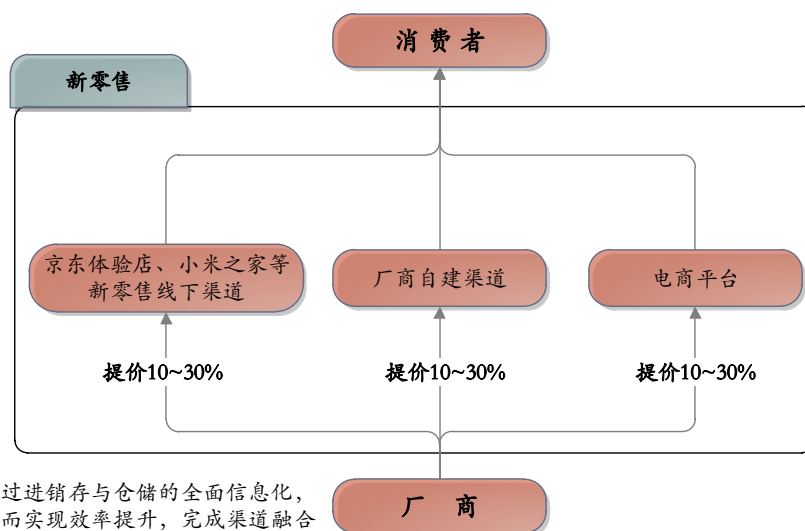 消费者
新零售
京东体验店、小米之家等
新零售线下渠道
厂商自建渠道
电商平台
提价10~30%
提价10~30%
提价10~30%
过进销存与仓储的全面信息化，
而实现效率提升，完成渠道融合
厂 商